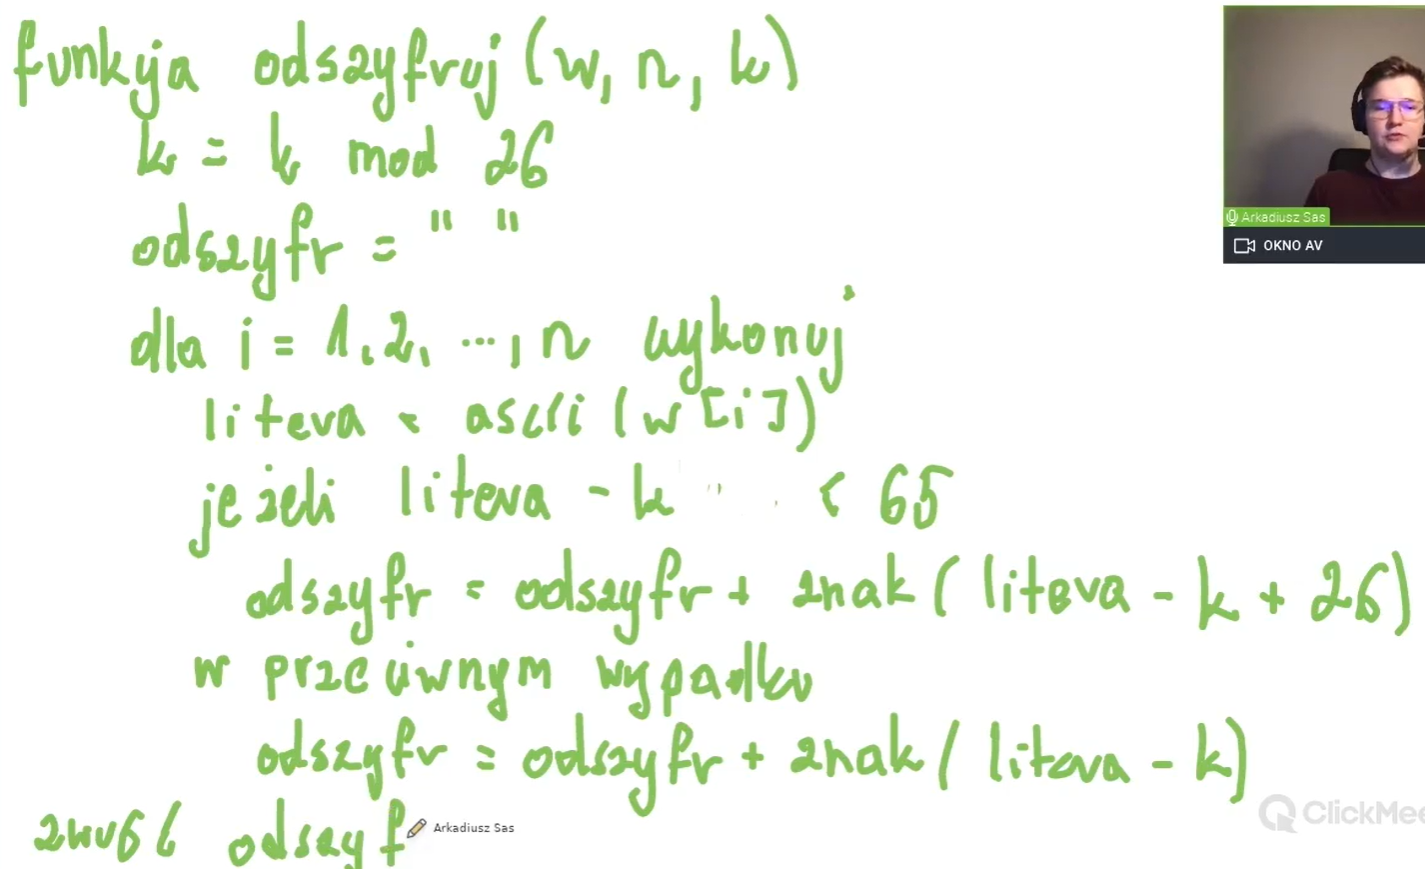 funkcja odszyfruj (w, n, k)
k = k mod 26
odszyfr = " "
dla i = 1, 2, ..., n wykonuj
litera = ascii (w[i])
jeżeli litera - k < 65
odszyfr = odszyfr + znak (litera - k + 26)
w przeciwnym wypadku
odszyfr = odszyfr + znak (litera - k)
zwróć odszyf
Arkadiusz Sas
Arkadiusz Sas
OKNO AV
ClickMee